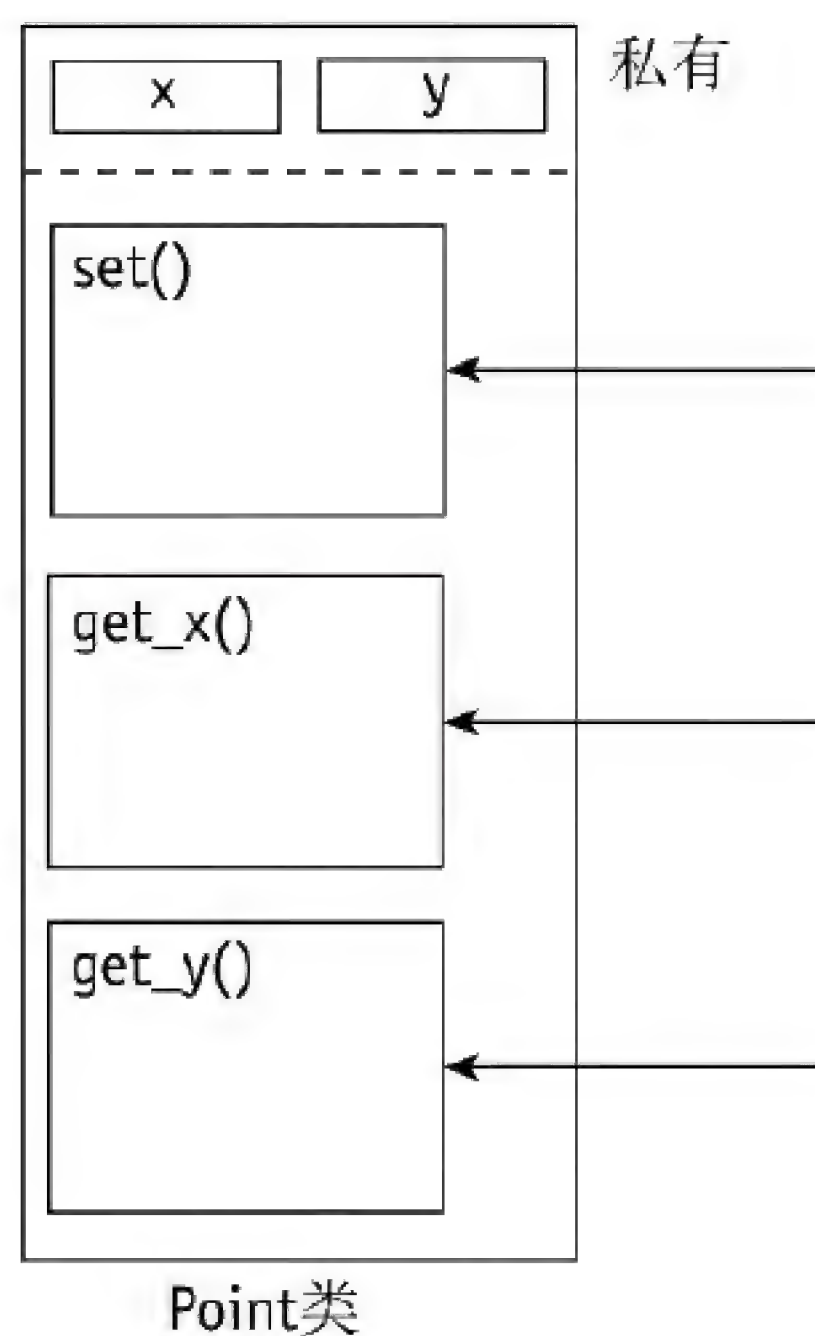 x
y
私有
set()
get_x()
get_y()
Point类